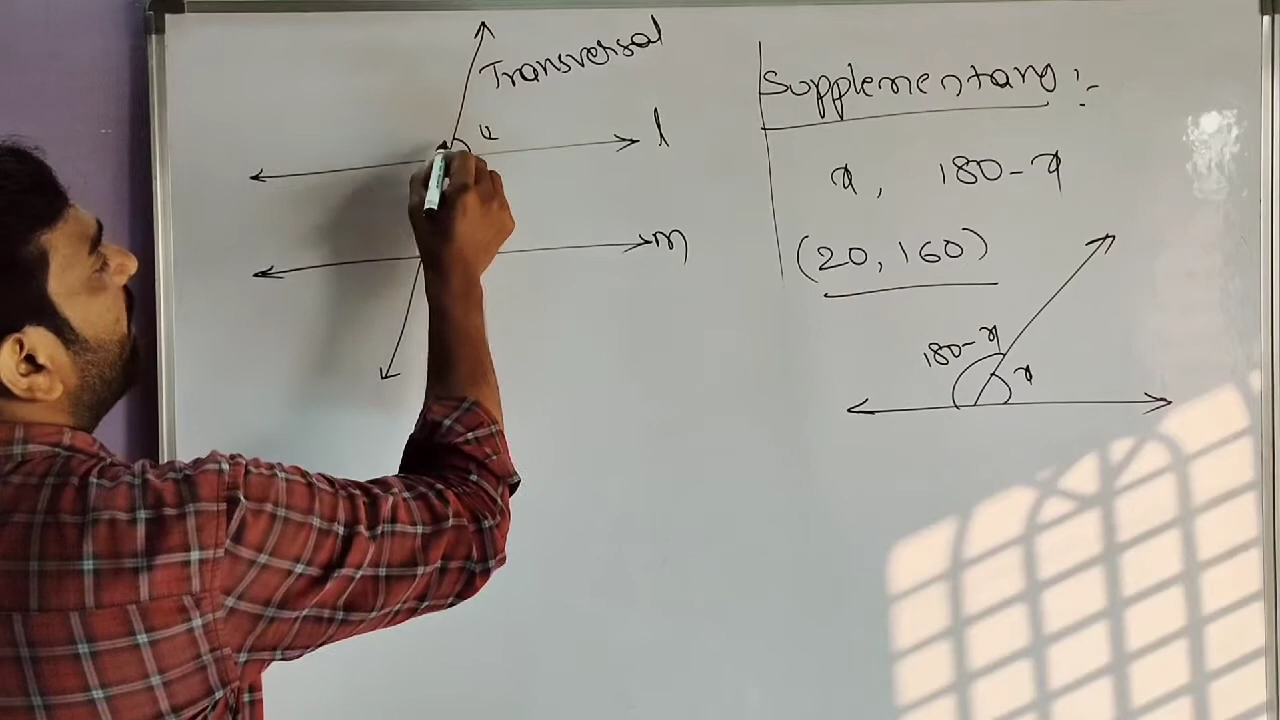 Transversal
l
m
Supplementary :-
x, 180-x
(20, 160)
180-x
x